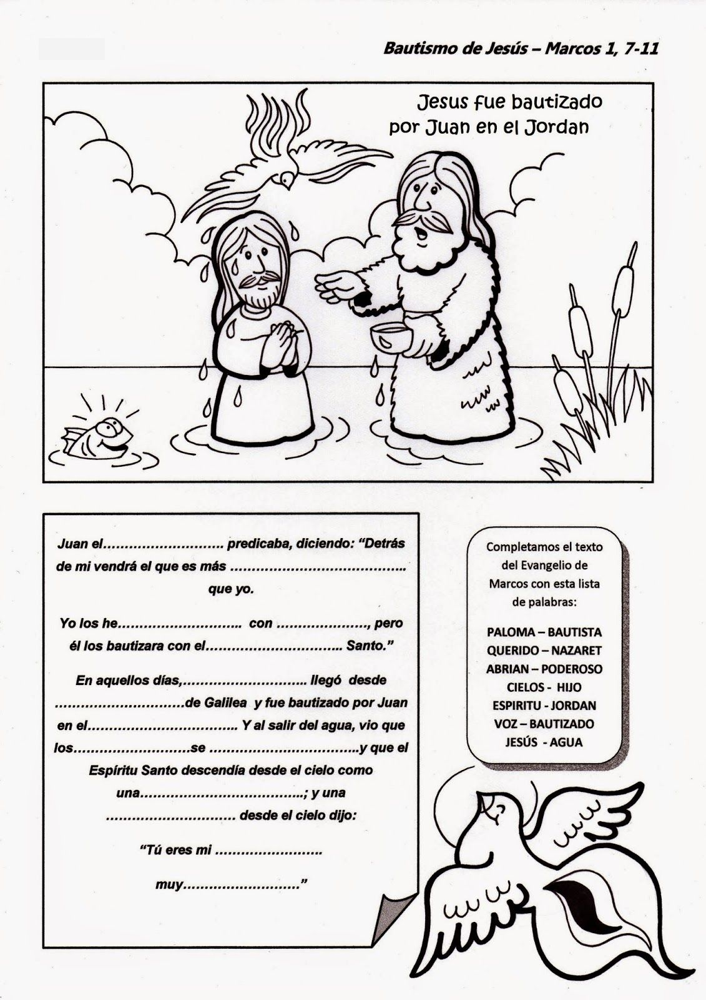 Bautismo de Jesús – Marcos 1, 7-11
Jesus fue bautizado
por Juan en el Jordan
Juan el………………………. predicaba, diciendo: “Detrás
de mi vendrá el que es más …………………………………..
que yo.
Yo los he……………………….. con …………………, pero
él los bautizara con el………………………….. Santo.”
En aquellos días,……………………….. llegó desde
…………………………de Galilea y fue bautizado por Juan
en el…………………………….. Y al salir del agua, vio que
los………………………se ……………………………..y que el
Espíritu Santo descendía desde el cielo como
una………………………………..; y una
………………………… desde el cielo dijo:
“Tú eres mi …………………….
muy………………………”
Completamos el texto
del Evangelio de
Marcos con esta lista
de palabras:
PALOMA – BAUTISTA
QUERIDO – NAZARET
ABRIAN – PODEROSO
CIELOS - HIJO
ESPIRITU - JORDAN
VOZ – BAUTIZADO
JESÚS - AGUA